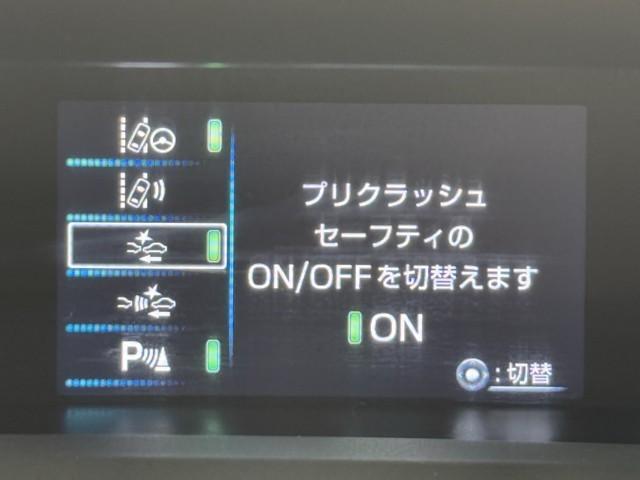 プリクラッシュ
セーフティの
ON/OFFを切替えます
ON
P
:切替